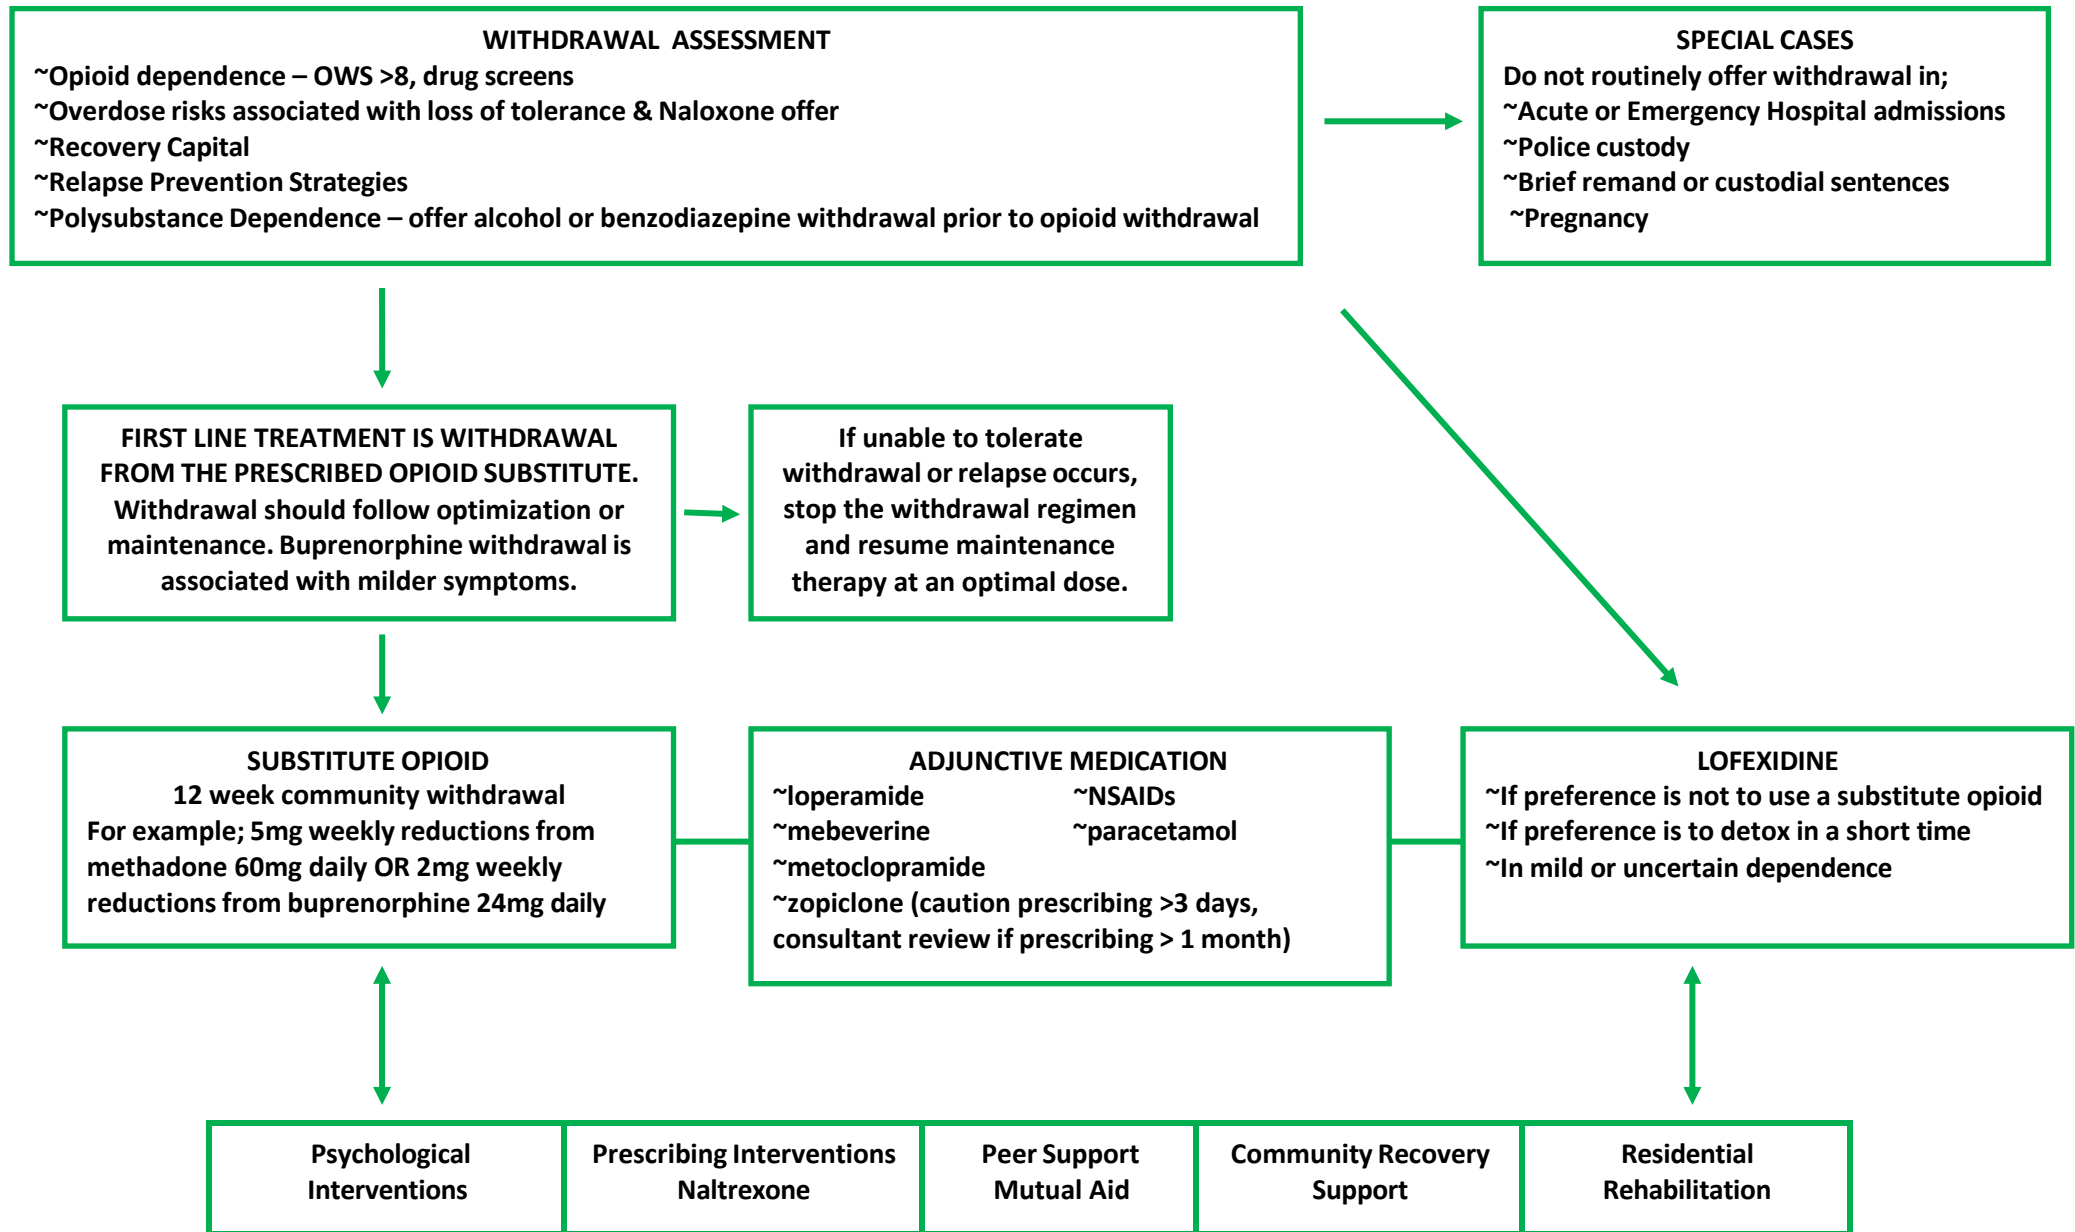 WITHDRAWAL ASSESSMENT
~Opioid dependence – OWS >8, drug screens
~Overdose risks associated with loss of tolerance & Naloxone offer
~Recovery Capital
~Relapse Prevention Strategies
~Polysubstance Dependence – offer alcohol or benzodiazepine withdrawal prior to opioid withdrawal
SPECIAL CASES
Do not routinely offer withdrawal in;
~Acute or Emergency Hospital admissions
~Police custody
~Brief remand or custodial sentences
~Pregnancy
FIRST LINE TREATMENT IS WITHDRAWAL
FROM THE PRESCRIBED OPIOID SUBSTITUTE.
Withdrawal should follow optimization or
maintenance. Buprenorphine withdrawal is
associated with milder symptoms.
If unable to tolerate
withdrawal or relapse occurs,
stop the withdrawal regimen
and resume maintenance
therapy at an optimal dose.
SUBSTITUTE OPIOID
12 week community withdrawal
For example; 5mg weekly reductions from
methadone 60mg daily OR 2mg weekly
reductions from buprenorphine 24mg daily
ADJUNCTIVE MEDICATION
~loperamide ~NSAIDs
~mebeverine ~paracetamol
~metoclopramide
~zopiclone (caution prescribing >3 days,
consultant review if prescribing > 1 month)
LOFEXIDINE
~If preference is not to use a substitute opioid
~If preference is to detox in a short time
~In mild or uncertain dependence
Psychological
Interventions
Prescribing Interventions
Naltrexone
Peer Support
Mutual Aid
Community Recovery
Support
Residential
Rehabilitation